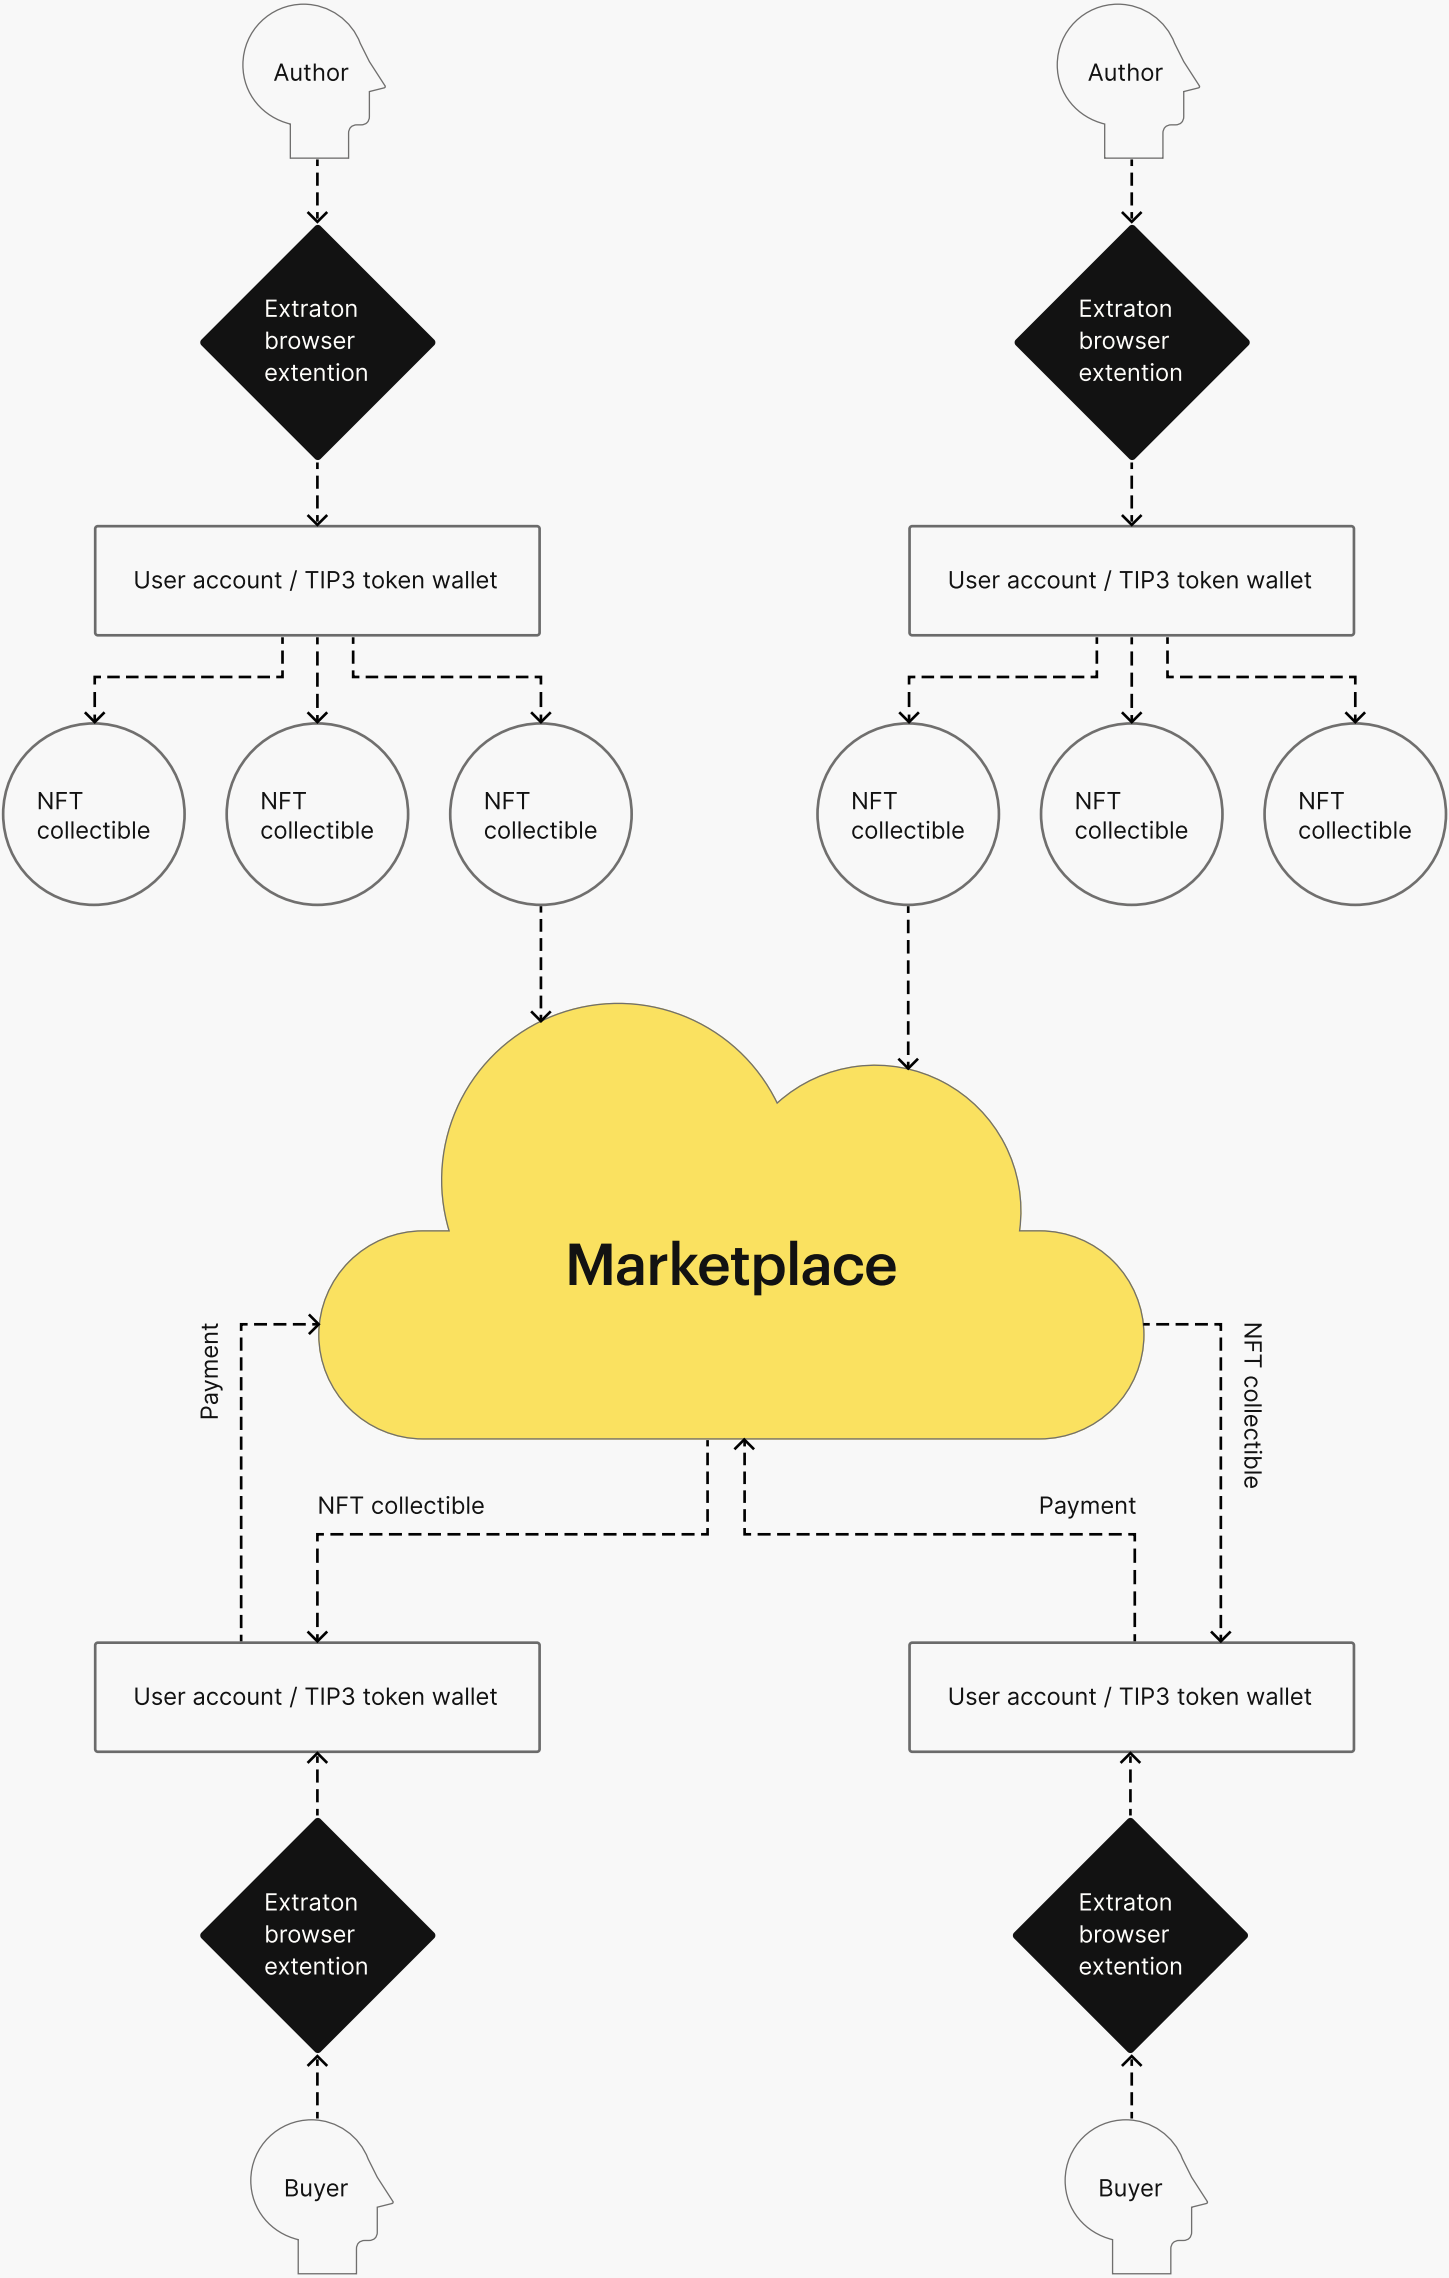 Author
Author
Extraton
browser
extention
Extraton
browser
extention
User account / TIP3 token wallet
User account / TIP3 token wallet
NFT
collectible
NFT
collectible
NFT
collectible
NFT
collectible
NFT
collectible
NFT
collectible
Marketplace
Payment
NFT collectible
NFT collectible
Payment
User account / TIP3 token wallet
User account / TIP3 token wallet
Extraton
browser
extention
Extraton
browser
extention
Buyer
Buyer